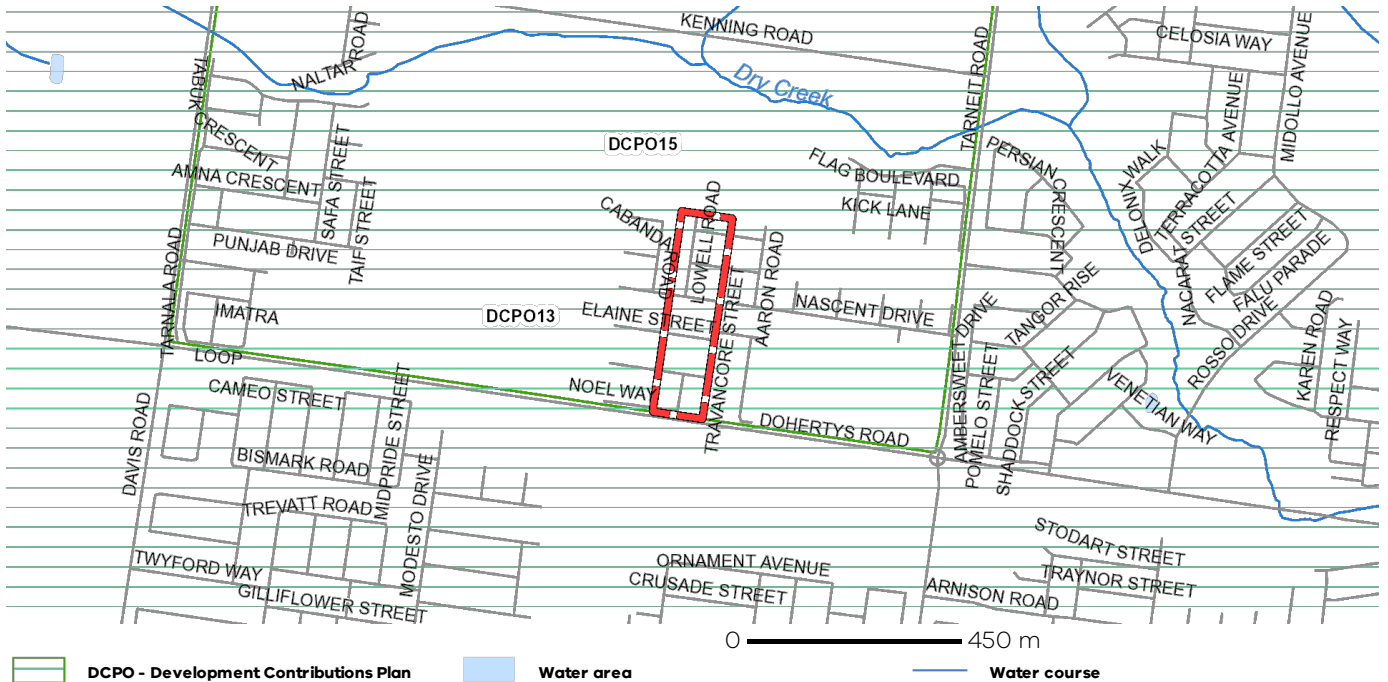 KENNING ROAD
CELOSIA WAY
MIDOLLO AVENUE
NALTAR ROAD
TABUK CRESCENT
Dry Creek
TARNEIT ROAD
TERRACOTTA AVENUE
DCPO15
PERSIAN CRESCENT
DELONIX WALK
FLAG BOULEVARD
AMNA CRESCENT
SAFA STREET
TAIF STREET
KICK LANE
CABANDA ROAD
LOWELL ROAD
NACARAT STREET
FLAME STREET
FALU PARADE
PUNJAB DRIVE
TARNALA ROAD
TRAVANCORE STREET
AARON ROAD
NASCENT DRIVE
AMBERSWEET DRIVE
TANGOR RISE
ROSSO DRIVE
KAREN ROAD
RESPECT WAY
IMATRA
LOOP
DCPO13
ELAINE STREET
NOEL WAY
CAMEO STREET
MIDPRIDE STREET
DAVIS ROAD
DOHERTYS ROAD
POMELO STREET
SHADDOCK STREET
VENETIAN WAY
BISMARK ROAD
TREVATT ROAD
MODESTO DRIVE
TWYFORD WAY
GILLIFLOWER STREET
ORNAMENT AVENUE
CRUSADE STREET
STODART STREET
TRAYNOR STREET
ARNISON ROAD
0 450 m
DCPO - Development Contributions Plan
Water area
Water course